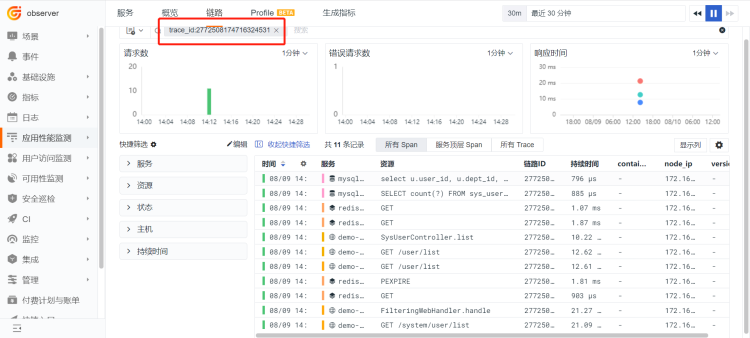 observer
服务 概览 链路 Profile BETA 生成指标
30m 最近 30 分钟
场景
事件
基础设施
指标
日志
应用性能监测
用户访问监测
可用性监测
安全巡检
CI
监控
集成
管理
付费计划与账单
trace_id:2772508174716324531 × 搜索
请求数 1分钟
20
10
0
14:00 14:04 14:08 14:12 14:16 14:20 14:24
错误请求数 1分钟
1
0
14:00 14:04 14:08 14:12 14:16 14:20 14:24
响应时间 1分钟
30 ms
20 ms
10 ms
0
18:00 08/09 06:00 12:00 18:00 08/10 06:00 12:00
快捷筛选 编辑 收起快捷筛选 共 11 条记录 所有 Span 服务顶层 Span 所有 Trace 显示列
服务
资源
状态
主机
持续时间
时间 服务 资源 链路ID 持续时间 contai... node_ip versio
08/09 14: mysql... select u.user_id, u.dept_id, … 277250... 796 μs - 172.16 -
08/09 14: mysql... SELECT count(?) FROM sys_user… 277250... 885 μs - 172.16 -
08/09 14: redis... GET 277250... 1.07 ms - 172.16 -
08/09 14: redis... GET 277250... 1.87 ms - 172.16 -
08/09 14: demo-... SysUserController.list 277250... 10.22 … - 172.16 -
08/09 14: demo-... GET /user/list 277250... 12.62 … - 172.16 -
08/09 14: demo-... GET /user/list 277250... 12.61 … - 172.16 -
08/09 14: redis... PEXPIRE 277250... 1.81 ms - 172.16 -
08/09 14: redis... GET 277250... 903 μs - 172.16 -
08/09 14: demo-... FilteringWebHandler.handle 277250... 21.27 … - 172.16 -
08/09 14: demo-... GET /system/user/list 277250... 21.09 … - 172.16 -